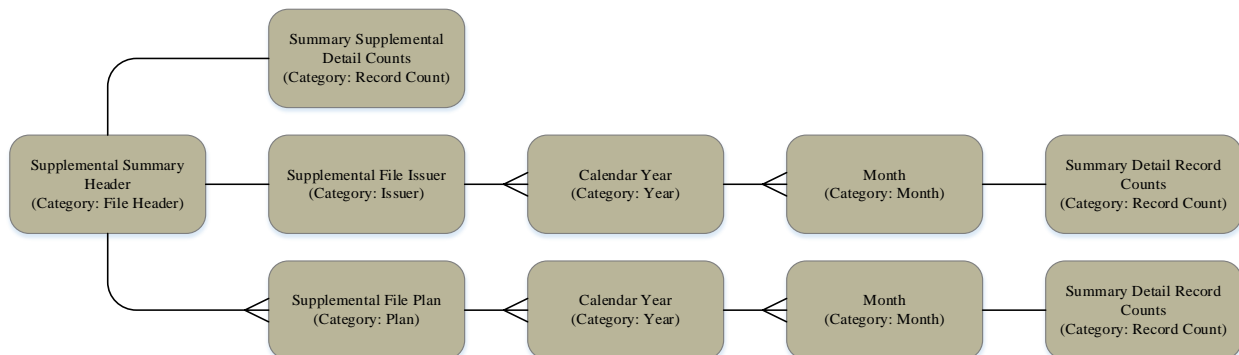 Summary Supplemental
Detail Counts
(Category: Record Count)
Supplemental Summary
Header
(Category: File Header)
Supplemental File Issuer
(Category: Issuer)
Calendar Year
(Category: Year)
Month
(Category: Month)
Summary Detail Record
Counts
(Category: Record Count)
Supplemental File Plan
(Category: Plan)
Calendar Year
(Category: Year)
Month
(Category: Month)
Summary Detail Record
Counts
(Category: Record Count)